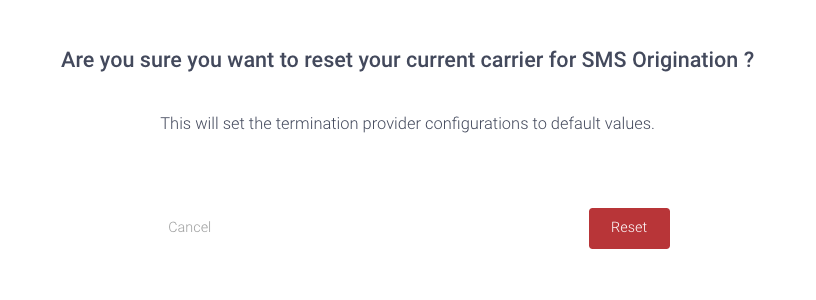 Are you sure you want to reset your current carrier for SMS Origination ?
This will set the termination provider configurations to default values.
Cancel
Reset